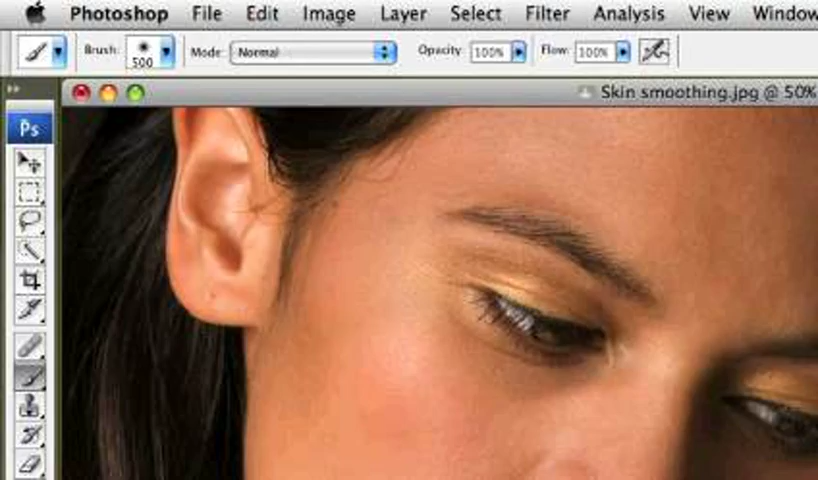 Photoshop File Edit Image Layer Select Filter Analysis View Window
Brush: 500 Mode: Normal Opacity: 100% Flow: 100%
Skin smoothing.jpg @ 50%
Ps